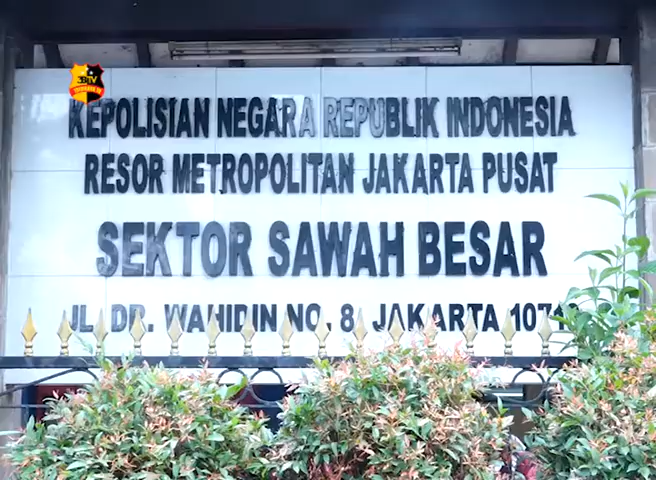 KEPOLISIAN NEGARA REPUBLIK INDONESIA
RESOR METROPOLITAN JAKARTA PUSAT
SEKTOR SAWAH BESAR
JL. DR. WAHIDIN NO. 8, JAKARTA